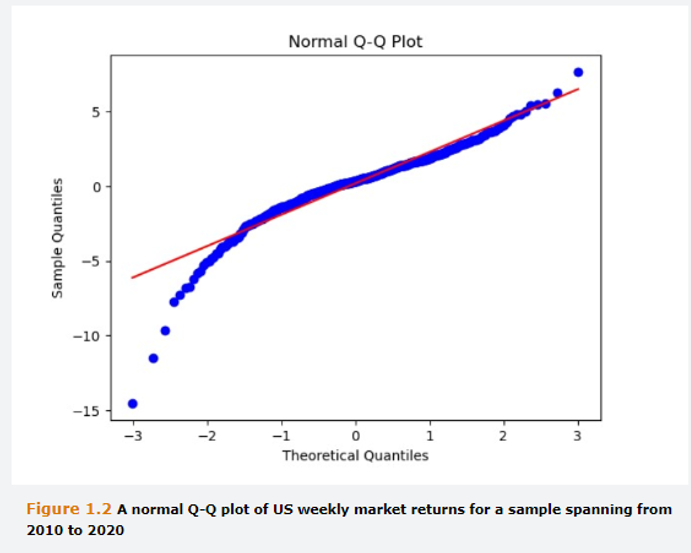 Normal Q-Q Plot
5
0
−5
−10
−15
Sample Quantiles
−3 −2 −1 0 1 2 3
Theoretical Quantiles
Figure 1.2 A normal Q-Q plot of US weekly market returns for a sample spanning from
2010 to 2020